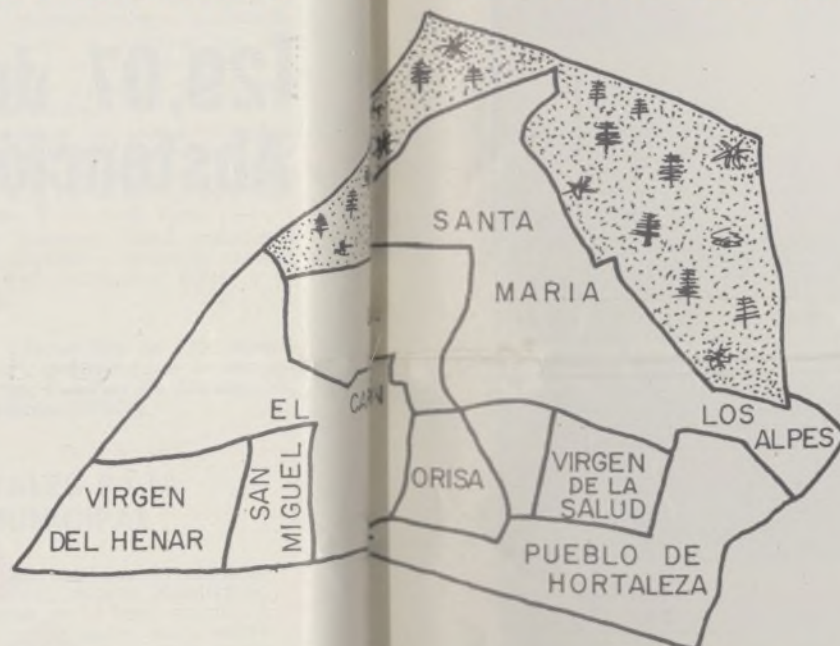 SANTA
MARIA
EL
LOS
ALPES
VIRGEN
DEL HENAR
SAN
MIGUEL
ORISA
VIRGEN
DE LA
SALUD
PUEBLO DE
HORTALEZA